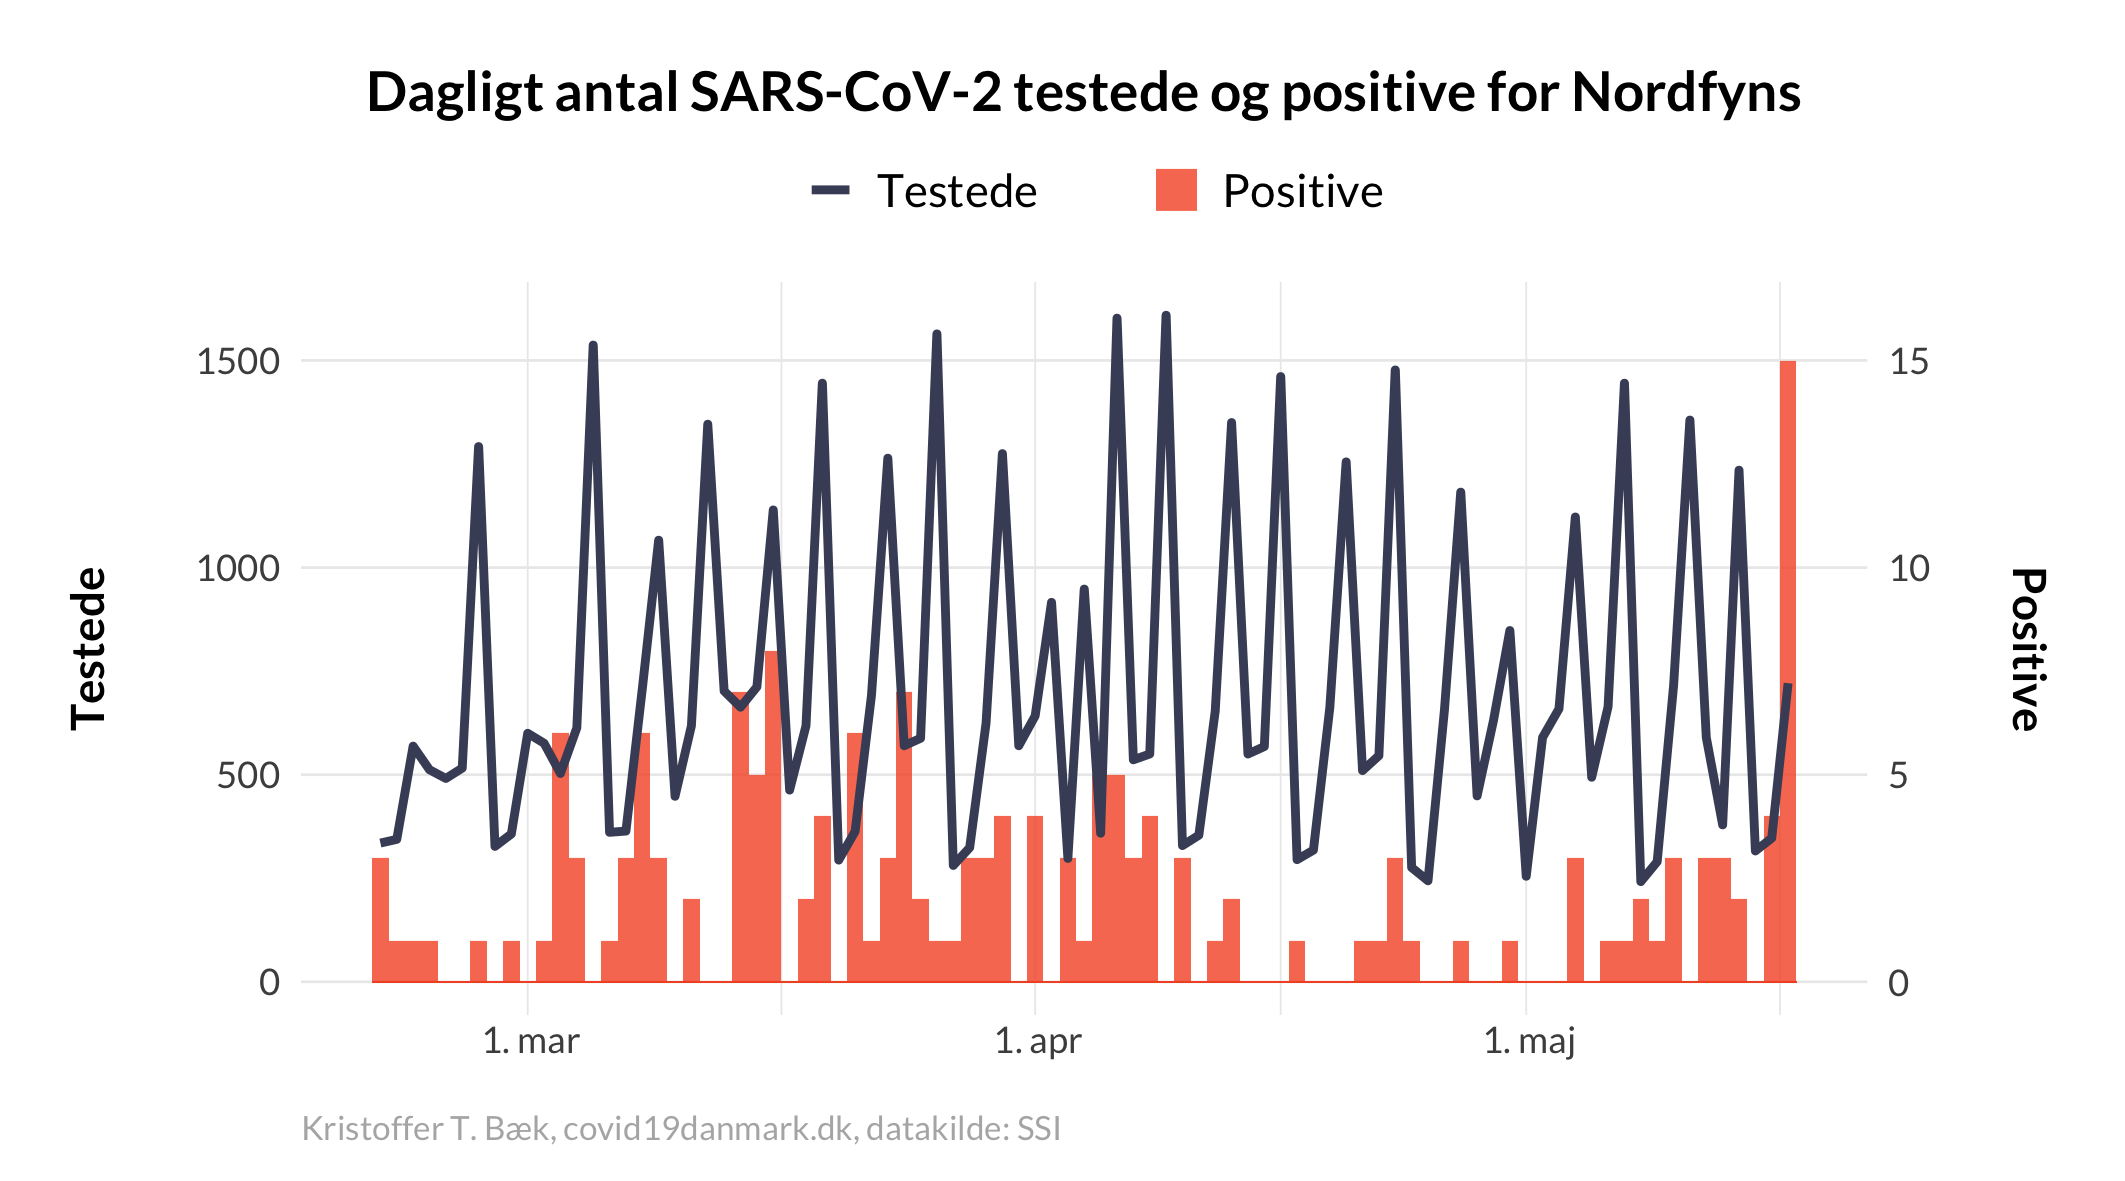 Dagligt antal SARS-CoV-2 testede og positive for Nordfyns
Testede
Positive
1500
1000
500
0
15
10
5
0
Testede
Positive
1. mar
1. apr
1. maj
Kristoffer T. Bæk, covid19danmark.dk, datakilde: SSI